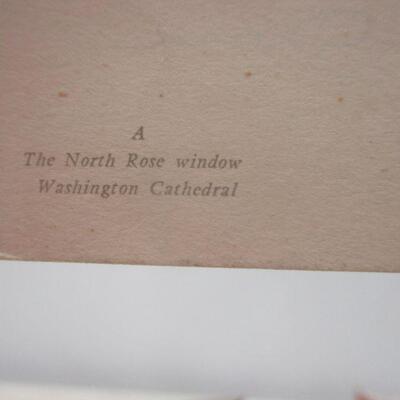 A
The North Rose window
Washington Cathedral